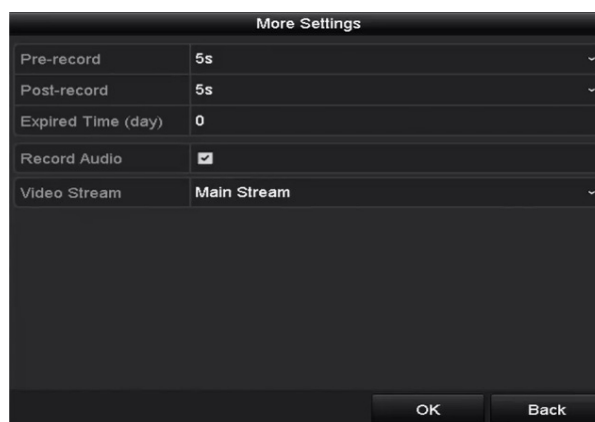 More Settings
Pre-record 5s
Post-record 5s
Expired Time (day) 0
Record Audio
Video Stream Main Stream
OK Back